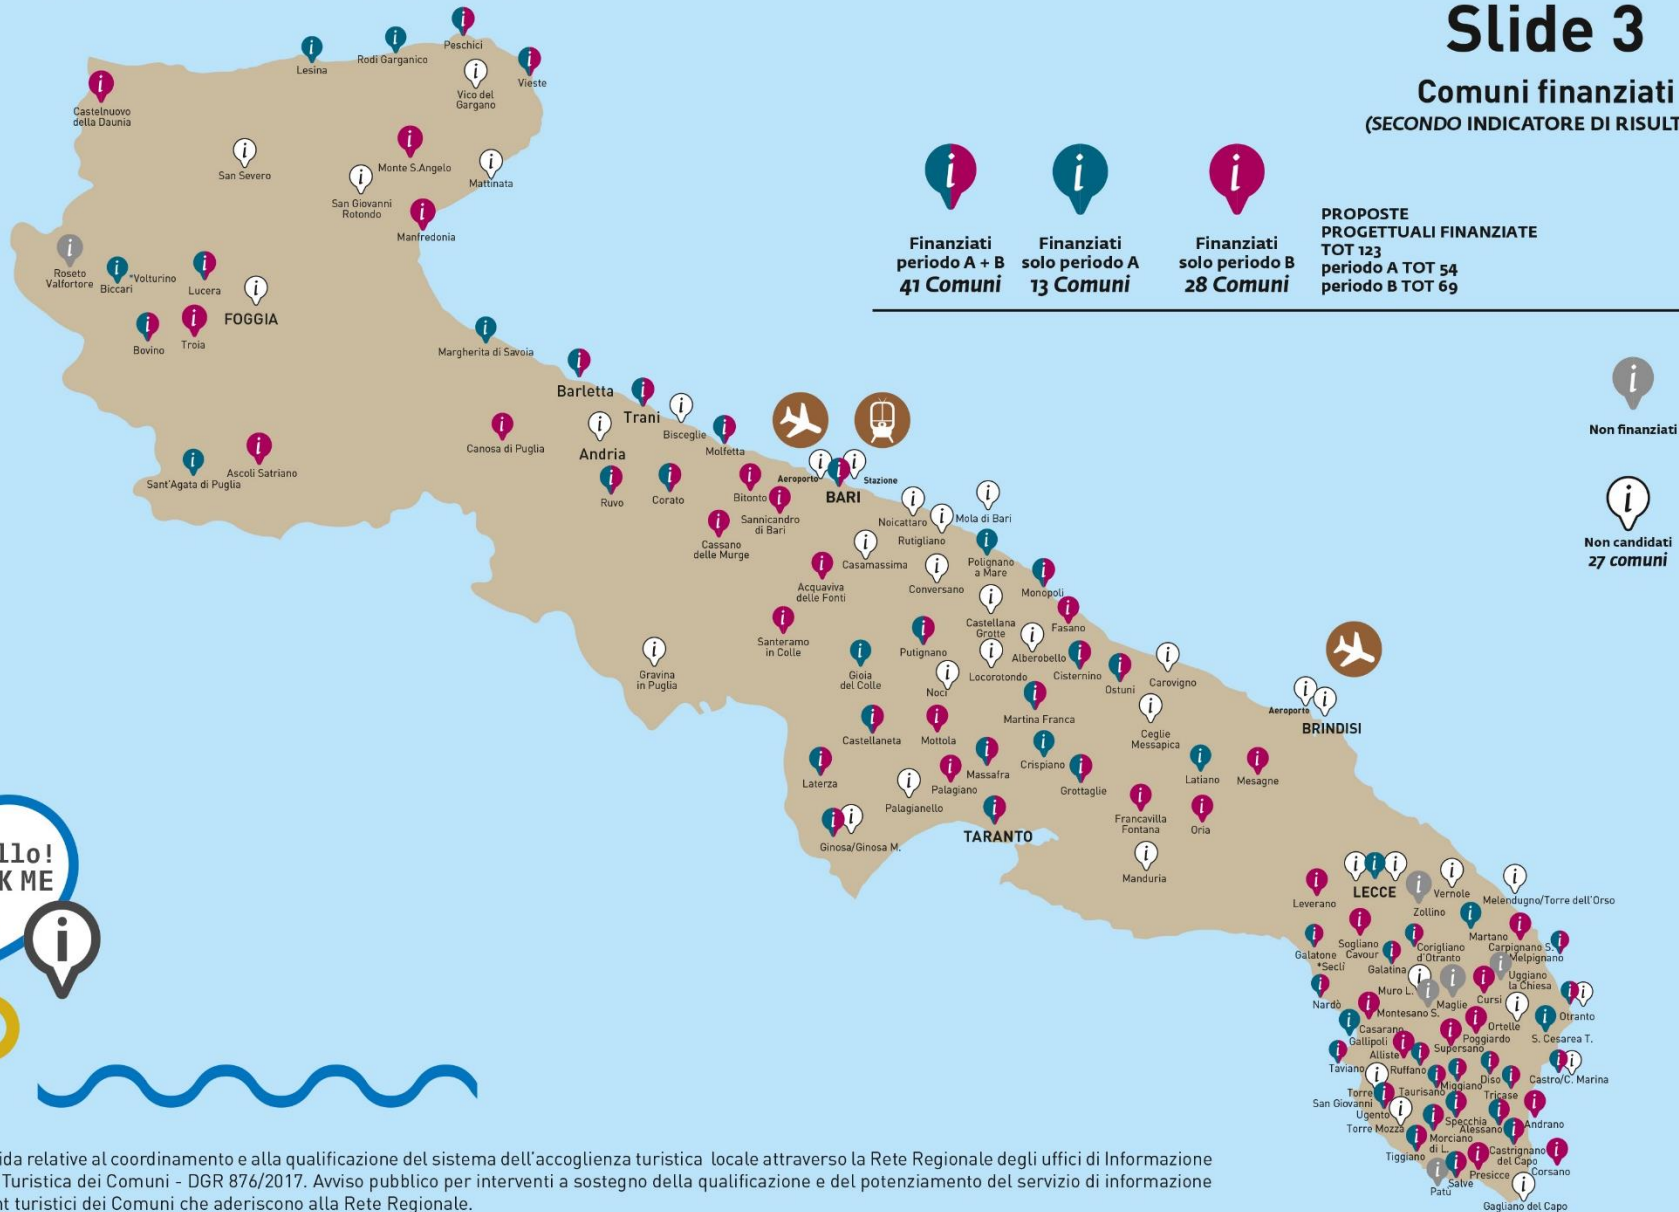 Slide 3
Comuni finanziati
(SECONDO INDICATORE DI RISULT
Finanziati
periodo A + B
41 Comuni
Finanziati
solo periodo A
13 Comuni
Finanziati
solo periodo B
28 Comuni
PROPOSTE
PROGETTUALI FINANZIATE
TOT 123
periodo A TOT 54
periodo B TOT 69
Non finanziati
Non candidati
27 comuni
Peschici
Rodi Garganico
Lesina
Vieste
Vico del
Gargano
Castelnuovo
della Daunia
San Severo
Monte S.Angelo
Mattinata
San Giovanni
Rotondo
Manfredonia
Roseto
Valfortore
Biccari
*Volturino
Lucera
FOGGIA
Bovino
Troia
Margherita di Savoia
Barletta
Trani
Bisceglie
Andria
Molfetta
Canosa di Puglia
Ascoli Satriano
Sant'Agata di Puglia
Ruvo
Corato
Bitonto
Aeroporto
Stazione
BARI
Sannicandro
di Bari
Cassano
delle Murge
Noicattaro
Mola di Bari
Rutigliano
Casamassima
Polignano
a Mare
Acquaviva
delle Fonti
Conversano
Monopoli
Castellana
Grotte
Fasano
Santeramo
in Colle
Putignano
Alberobello
Gioia
del Colle
Locorotondo
Cisternino
Ostuni
Carovigno
Gravina
in Puglia
Noci
Martina Franca
Aeroporto
BRINDISI
Castellaneta
Mottola
Ceglie
Messapica
Crispiano
Massafra
Laterza
Palagiano
Grottaglie
Latiano
Mesagne
Palagianello
Francavilla
Fontana
Oria
Ginosa/Ginosa M.
TARANTO
Manduria
LECCE
Vernole
Melendugno/Torre dell'Orso
Leverano
Zollino
Martano
Sogliano
Cavour
Corigliano
d'Otranto
Carpignano S.
Melpignano
Galatone
*Seclì
Galatina
Uggiano
la Chiesa
Muro L.
Maglie
Cursi
Nardò
Montesano S.
Ortelle
Otranto
Casarano
Poggiardo
S. Cesarea T.
Gallipoli
Supersano
Alliste
Taviano
Ruffano
Miggiano
Diso
Castro/C. Marina
Taurisano
Tricase
Torre
San Giovanni
Ugento
Specchia
Andrano
Torre Mozza
Alessano
Morciano
di L.
Castrignano
del Capo
Tiggiano
Presicce
Corsano
Salve
Patù
Gagliano del Capo
llo!
K ME
ida relative al coordinamento e alla qualificazione del sistema dell'accoglienza turistica locale attraverso la Rete Regionale degli uffici di Informazione
Turistica dei Comuni - DGR 876/2017. Avviso pubblico per interventi a sostegno della qualificazione e del potenziamento del servizio di informazione
nt turistici dei Comuni che aderiscono alla Rete Regionale.